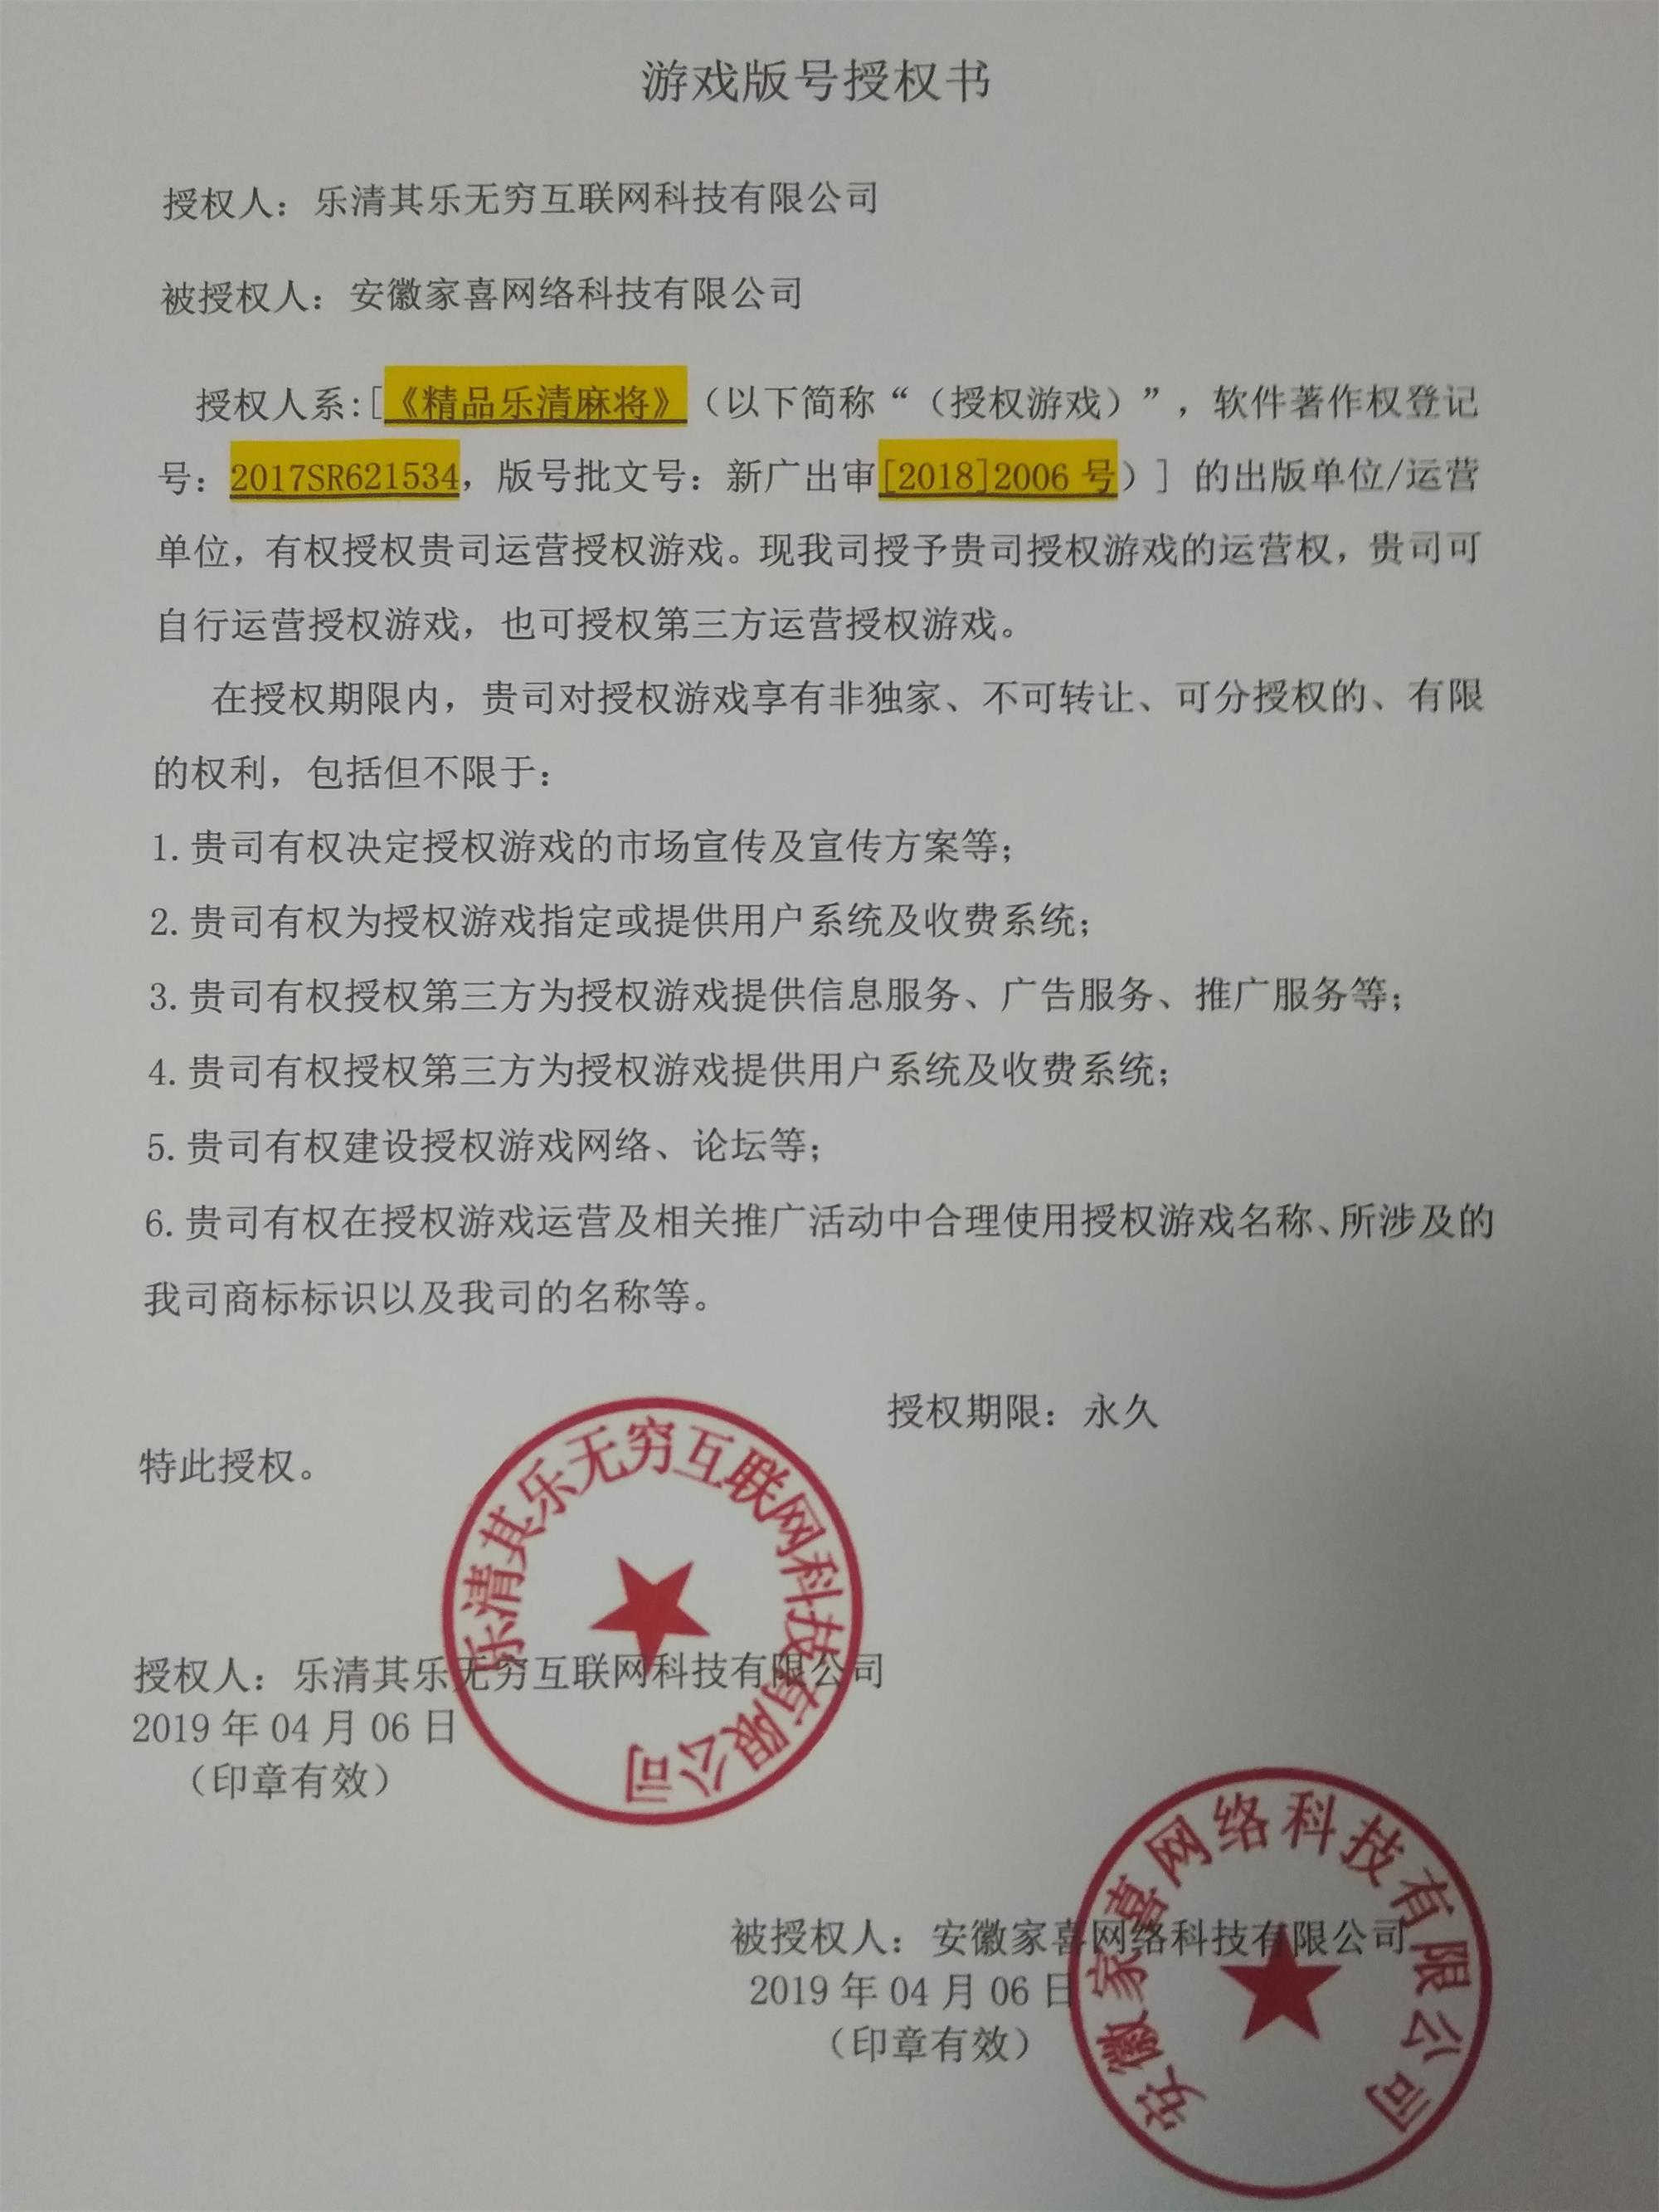 游戏版号授权书
授权人：乐清其乐无穷互联网科技有限公司
被授权人：安徽家喜网络科技有限公司
授权人系:[《精品乐清麻将》（以下简称“（授权游戏）”，软件著作权登记
号：2017SR621534，版号批文号：新广出审[2018]2006 号）] 的出版单位/运营
单位，有权授权贵司运营授权游戏。现我司授予贵司授权游戏的运营权，贵司可
自行运营授权游戏，也可授权第三方运营授权游戏。
在授权期限内，贵司对授权游戏享有非独家、不可转让、可分授权的、有限
的权利，包括但不限于：
1. 贵司有权决定授权游戏的市场宣传及宣传方案等；
2. 贵司有权为授权游戏指定或提供用户系统及收费系统；
3. 贵司有权授权第三方为授权游戏提供信息服务、广告服务、推广服务等；
4. 贵司有权授权第三方为授权游戏提供用户系统及收费系统；
5. 贵司有权建设授权游戏网络、论坛等；
6. 贵司有权在授权游戏运营及相关推广活动中合理使用授权游戏名称、所涉及的
我司商标标识以及我司的名称等。
授权期限：永久
特此授权。
乐清其乐无穷互联网科技有限公司
授权人：乐清其乐无穷互联网科技有限公司
2019 年 04 月 06 日
（印章有效）
安徽家喜网络科技有限公司
被授权人：安徽家喜网络科技有限公司
2019 年 04 月 06 日
（印章有效）